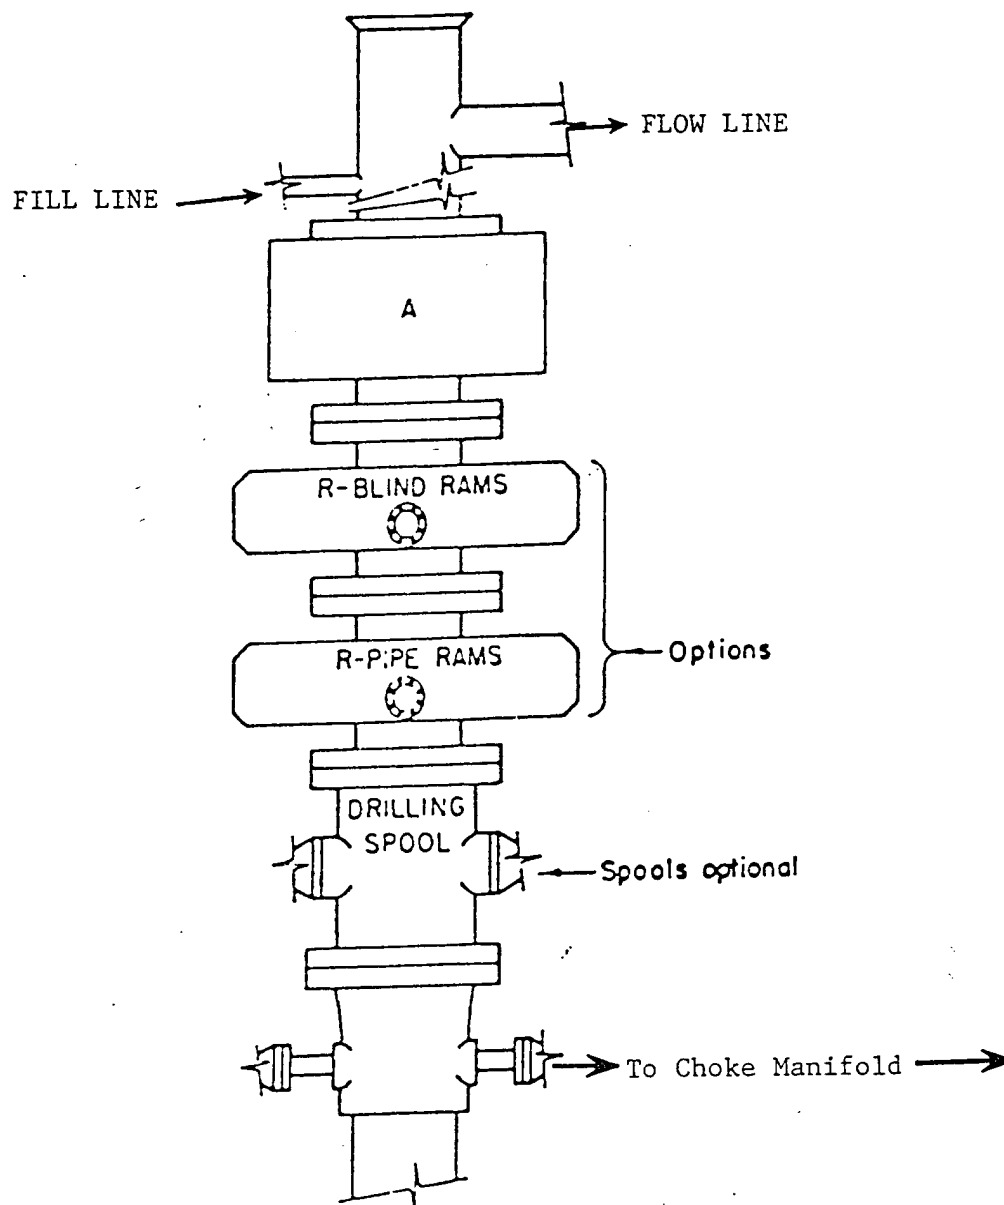 FLOW LINE
FILL LINE
A
R-BLIND RAMS
R-PIPE RAMS
Options
DRILLING
SPOOL
Spools optional
To Choke Manifold